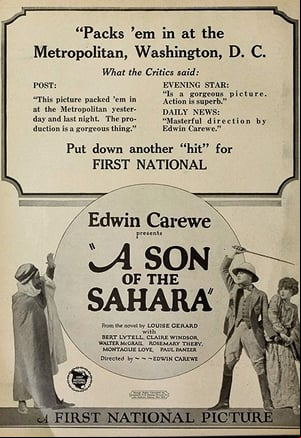 "Packs 'em in at the
Metropolitan, Washington, D. C.
What the Critics said:
POST:
"This picture packed 'em in
at the Metropolitan yester-
day and last night. The pro-
duction is a gorgeous thing."
EVENING STAR:
"Is a gorgeous picture.
Action is superb."
DAILY NEWS:
"Masterful direction by
Edwin Carewe."
Put down another "hit" for
FIRST NATIONAL
Edwin Carewe
presents
"A SON
OF THE
SAHARA"
From the novel by LOUISE GERARD
with
BERT LYTELL, CLAIRE WINDSOR,
WALTER McGRAIL, ROSEMARY THEBY,
MONTAGUE LOVE, PAUL PANZER
Directed by EDWIN CAREWE
A FIRST NATIONAL PICTURE